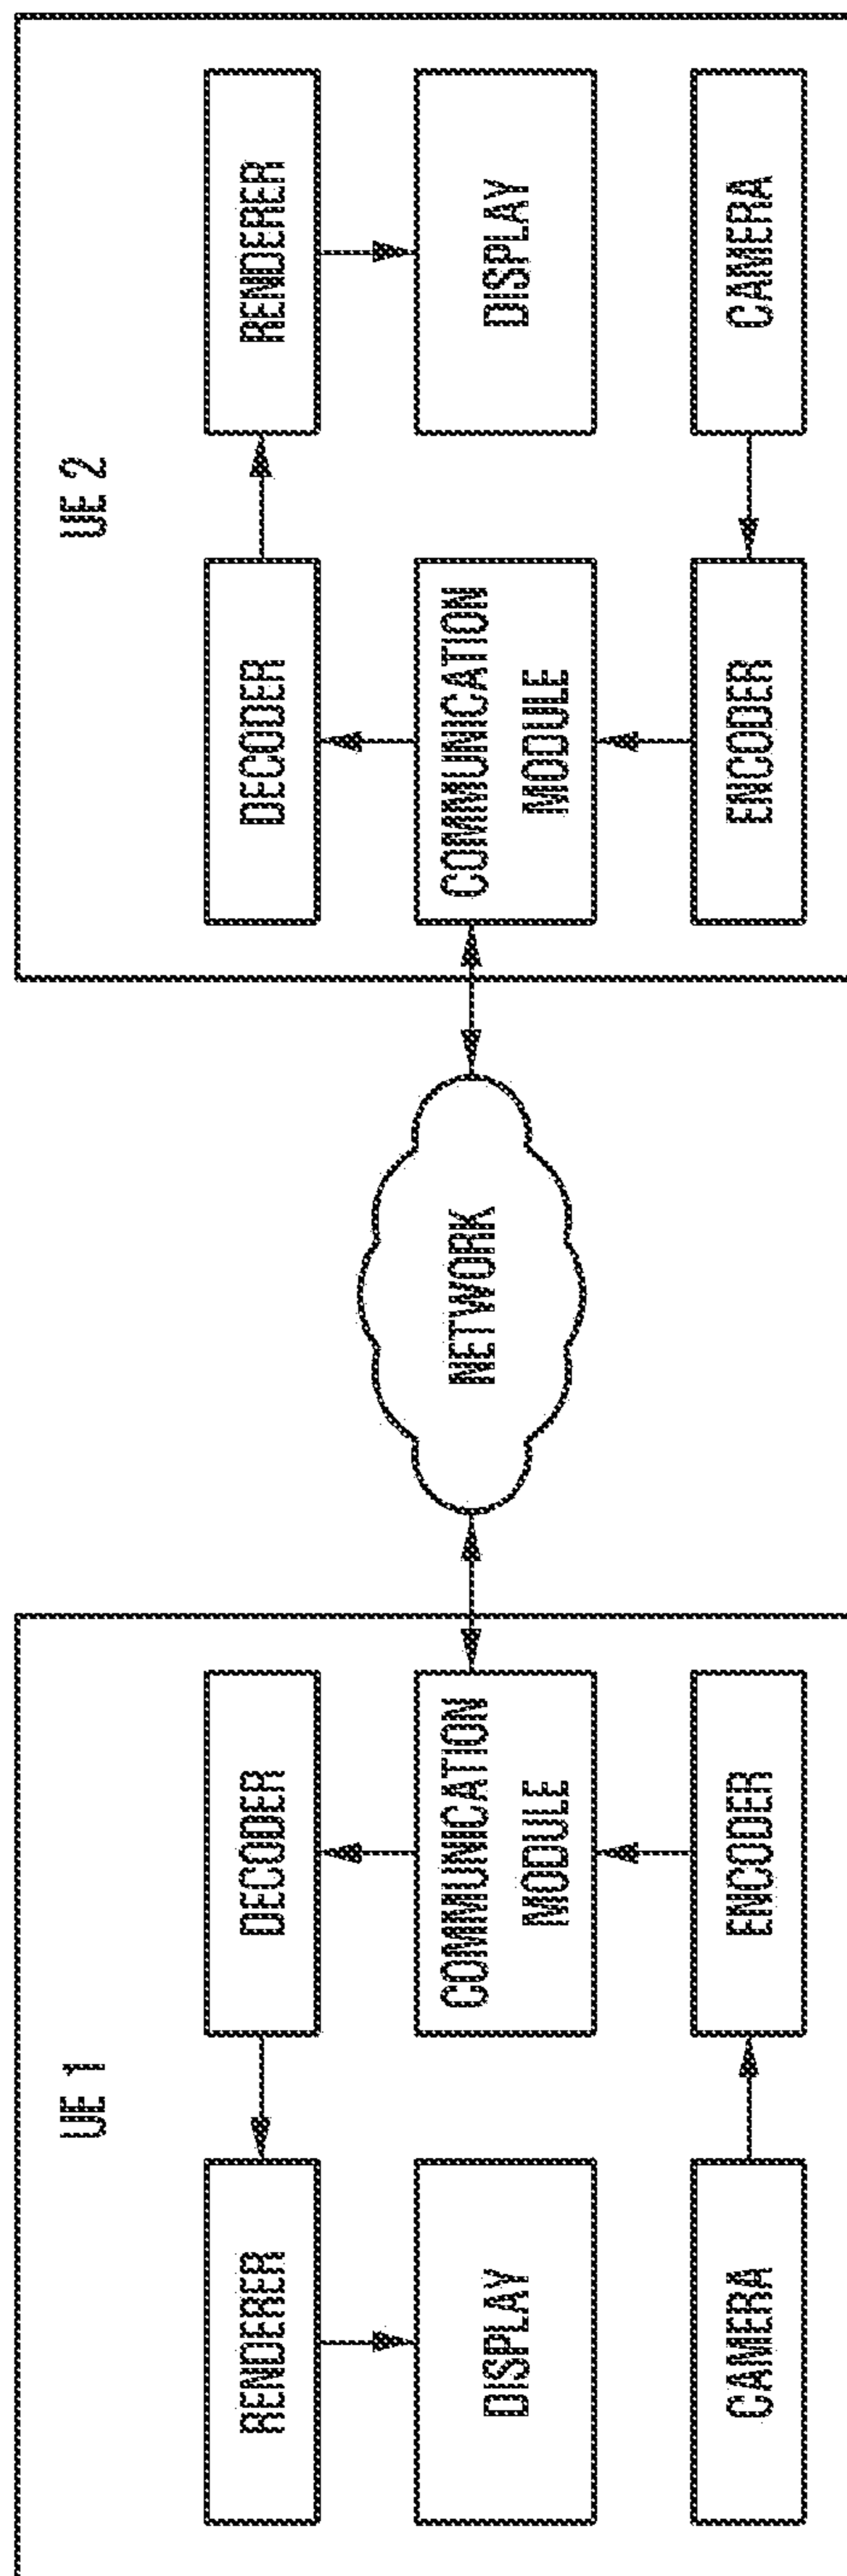 UE 1
RENDERER
DECODER
DISPLAY
COMMUNICATION
MODULE
CAMERA
ENCODER
NETWORK
UE 2
DECODER
RENDERER
COMMUNICATION
MODULE
DISPLAY
ENCODER
CAMERA